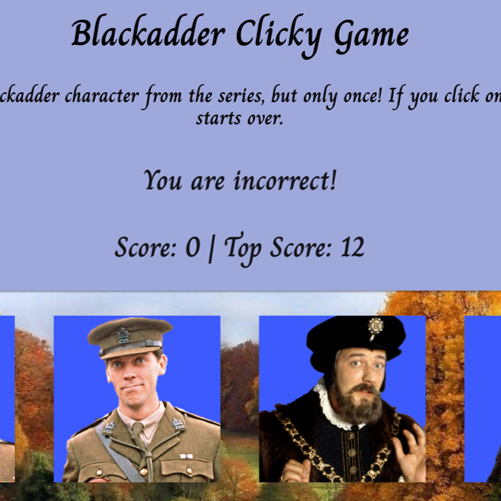 Blackadder Clicky Game
ckadder character from the series, but only once! If you click on
starts over.
You are incorrect!
Score: 0 | Top Score: 12